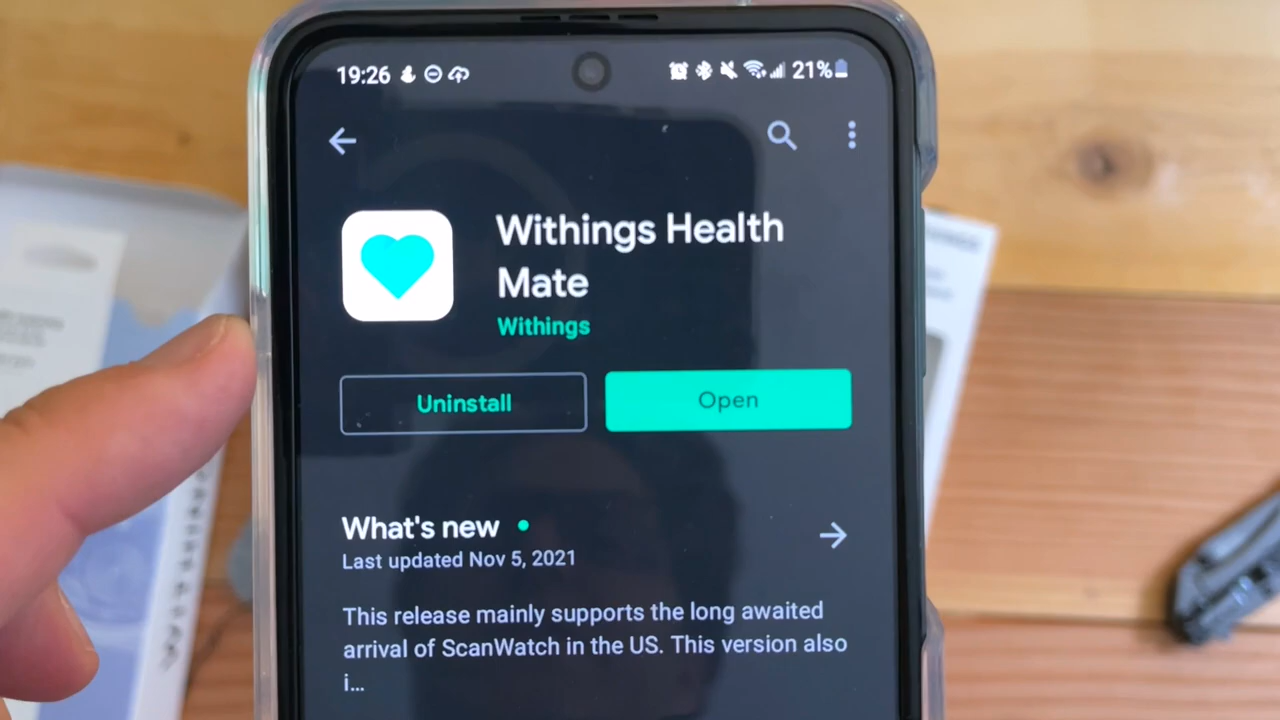 19:26 21%
Withings Health
Mate
Withings
Uninstall Open
What's new
Last updated Nov 5, 2021
This release mainly supports the long awaited
arrival of ScanWatch in the US. This version also
i...